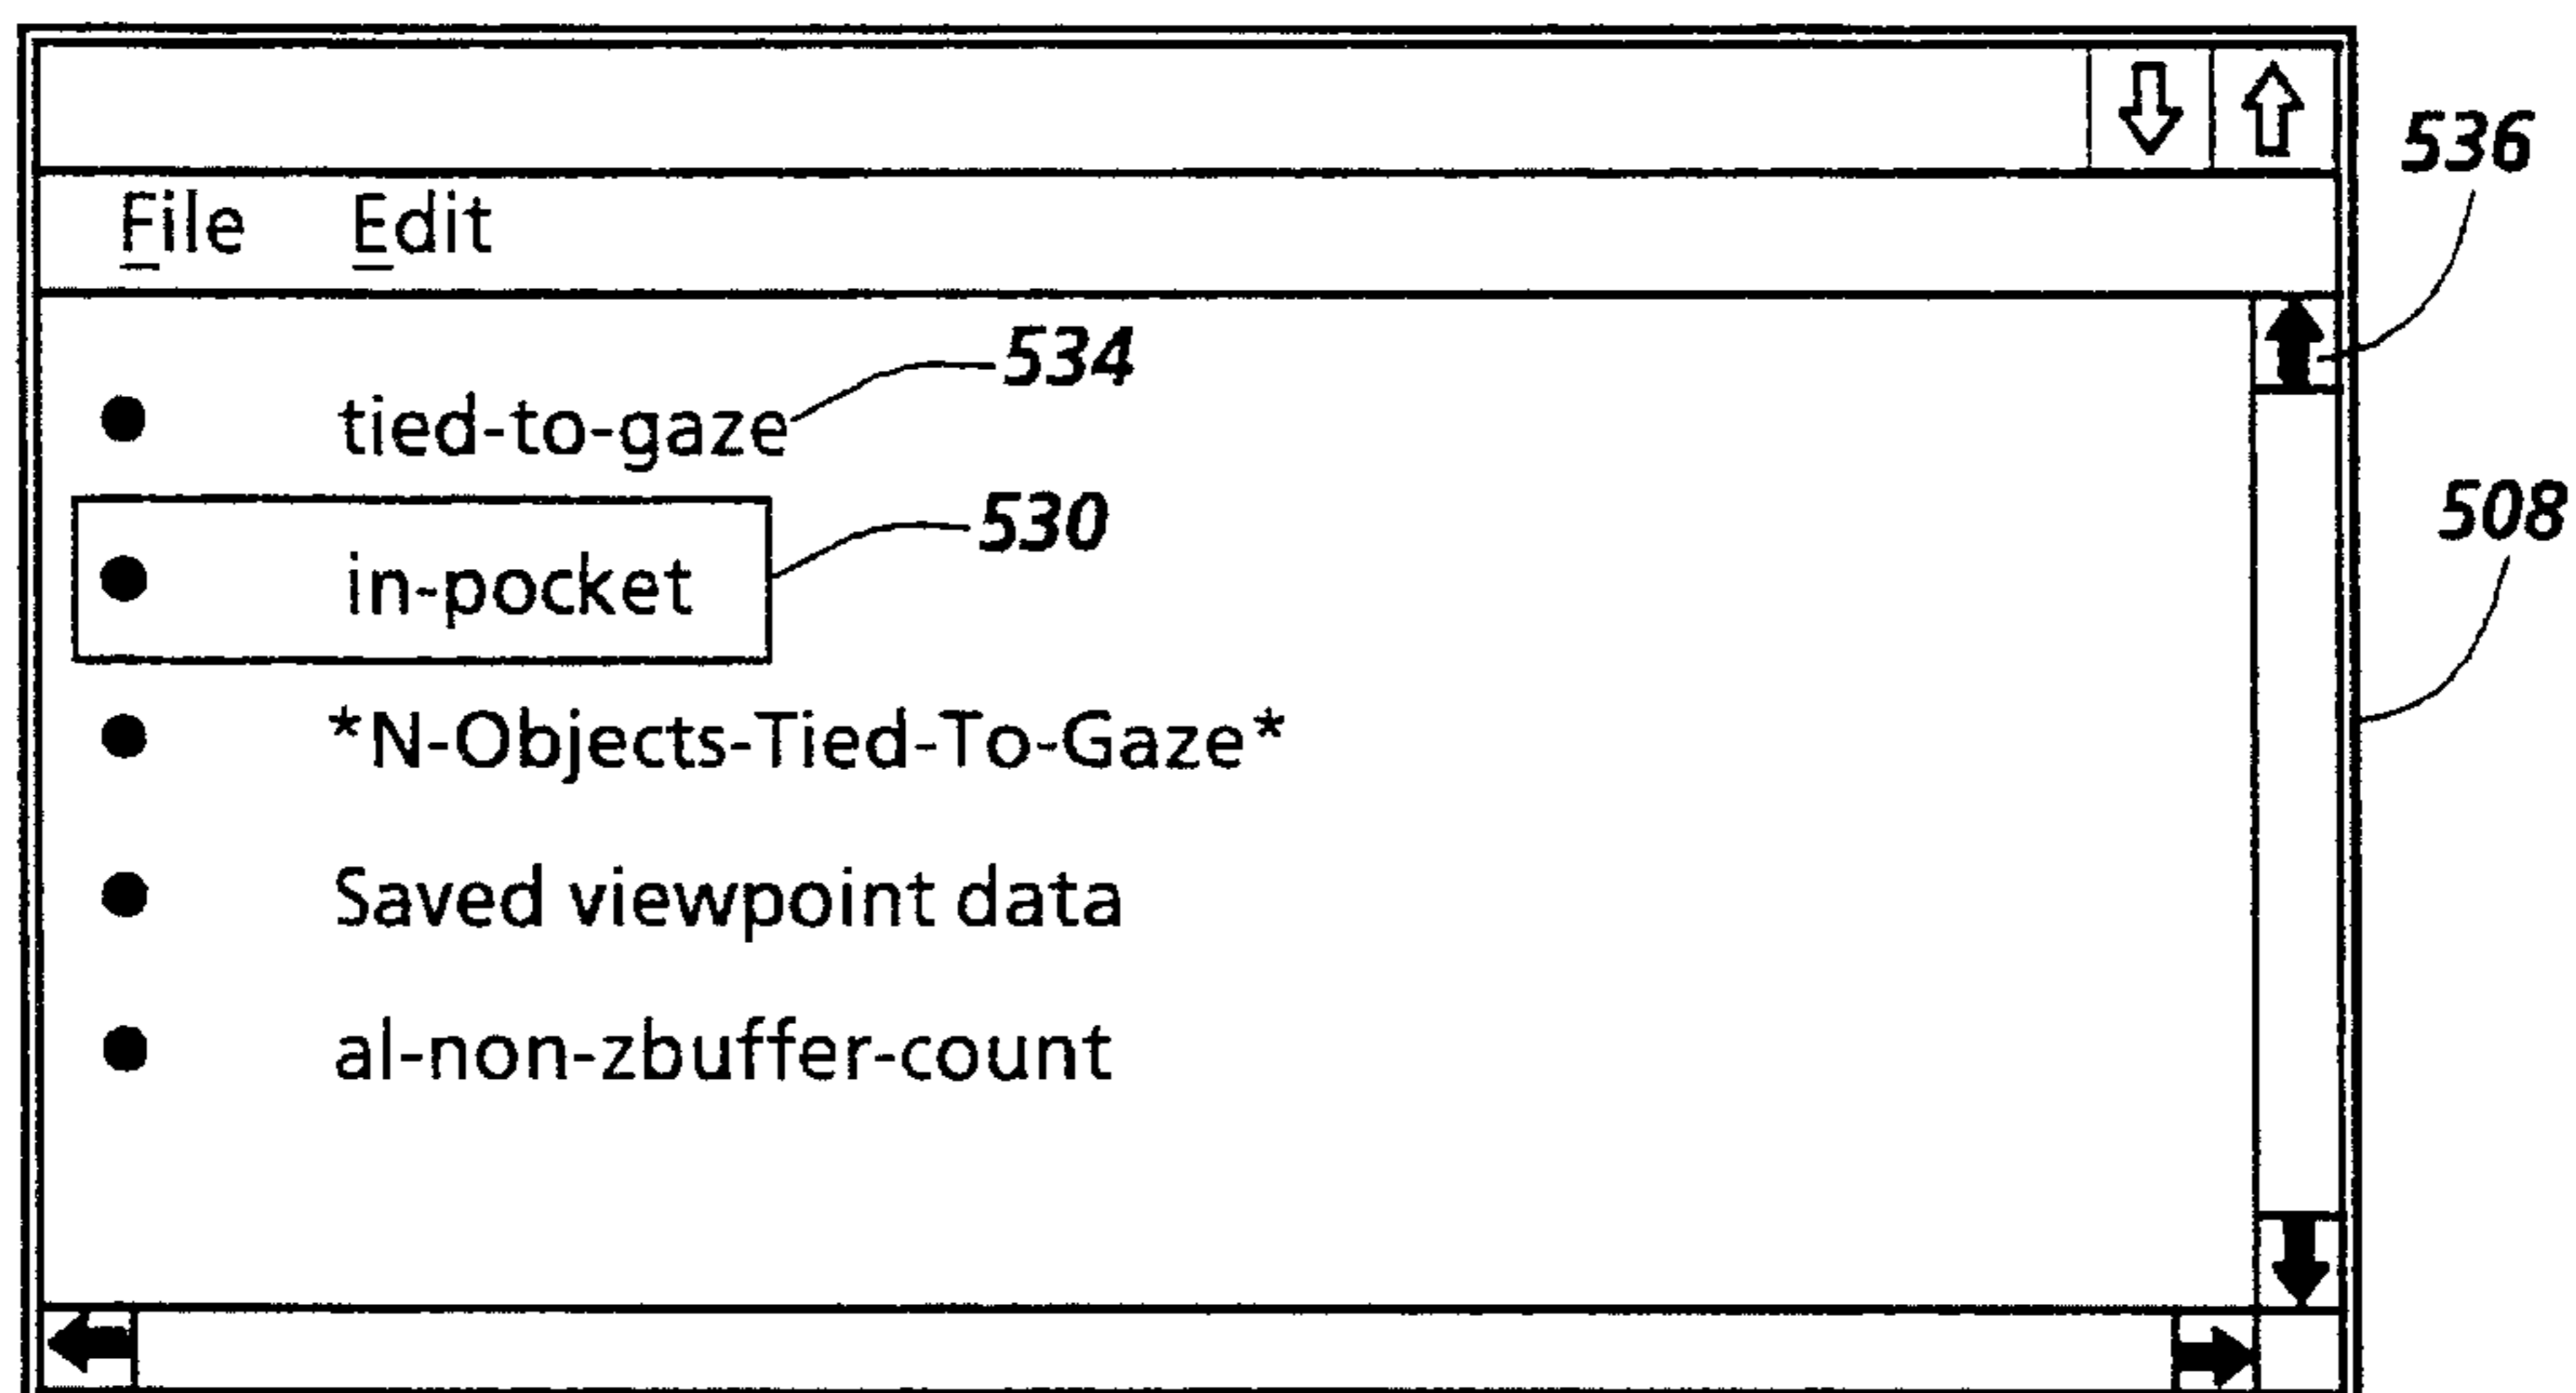 536
File Edit
534
tied-to-gaze
508
530
in-pocket
*N-Objects-Tied-To-Gaze*
Saved viewpoint data
al-non-zbuffer-count